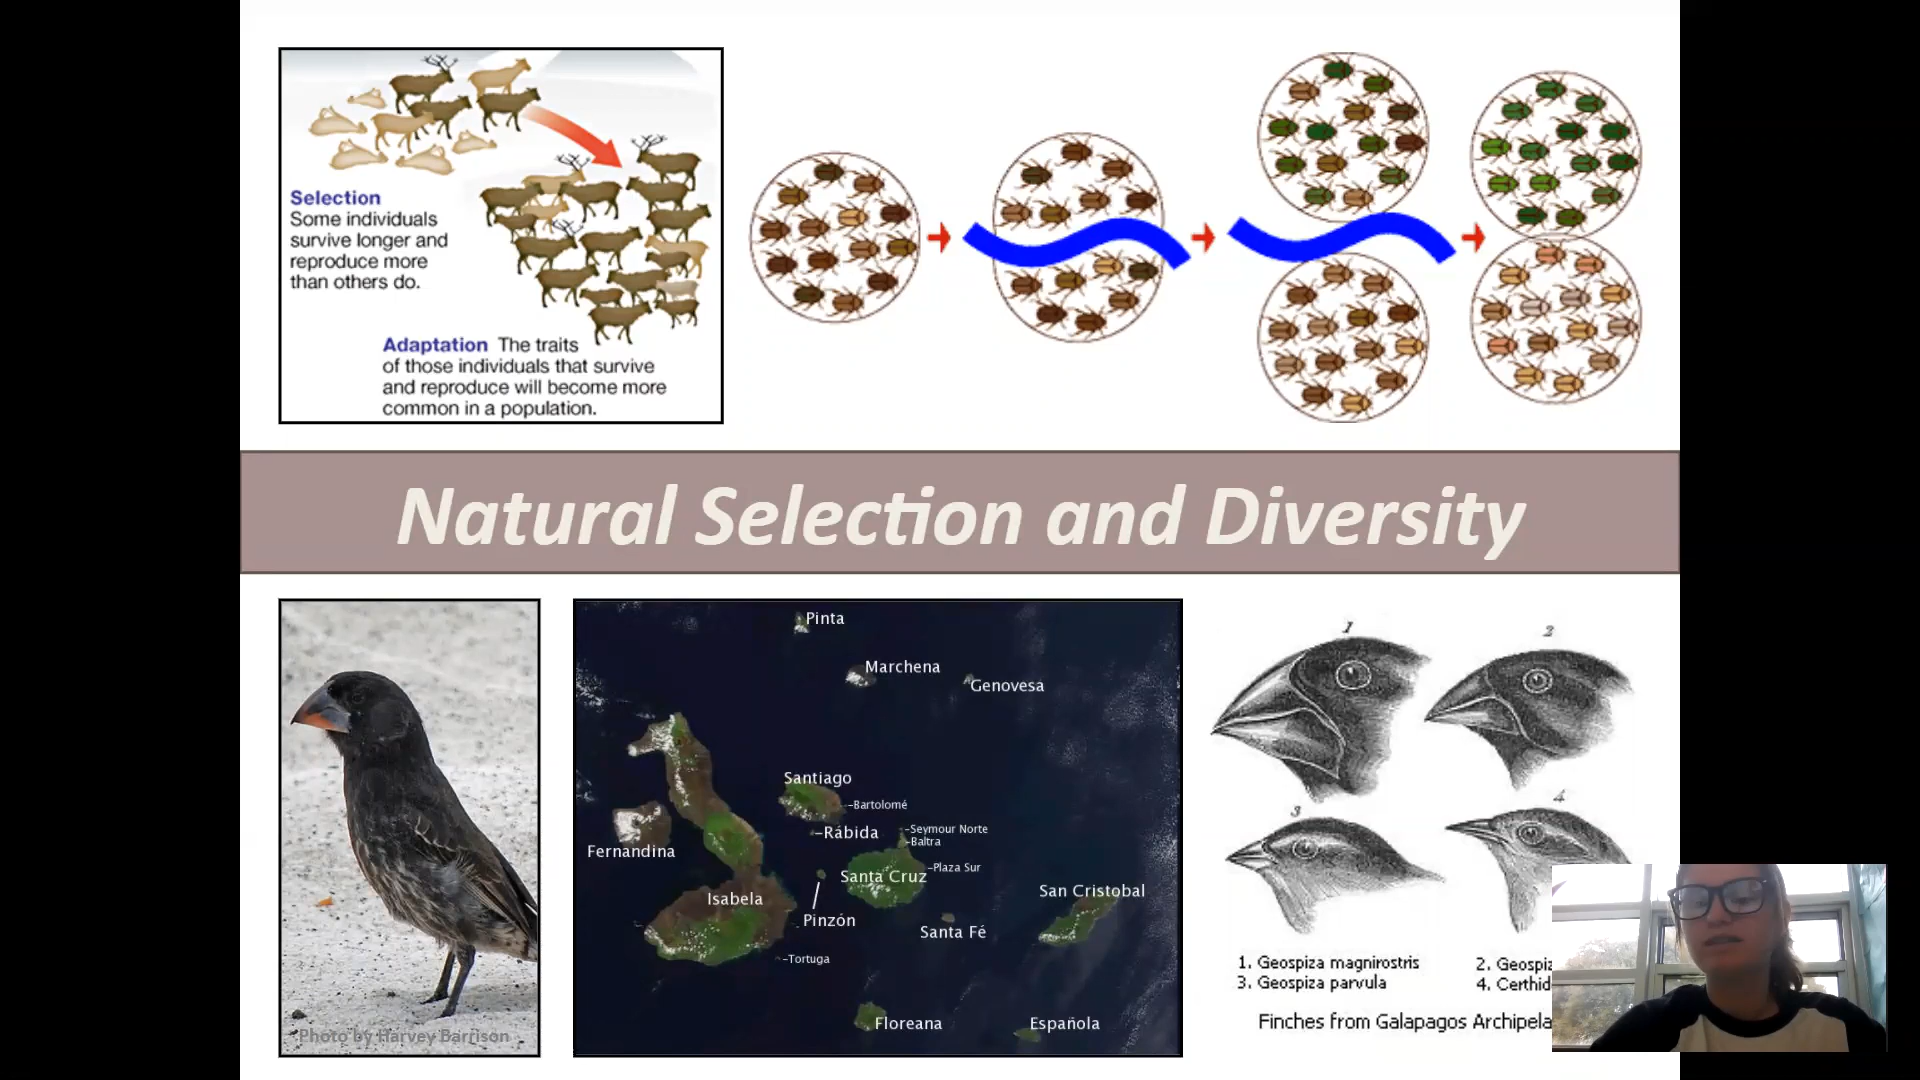 Selection
Some individuals
survive longer and
reproduce more
than others do.
Adaptation The traits
of those individuals that survive
and reproduce will become more
common in a population.
Natural Selection and Diversity
Photo by Harvey Barrison
Pinta
Marchena
Genovesa
Santiago
-Bartolomé
-Rábida
-Seymour Norte
-Baltra
Fernandina
-Plaza Sur
Santa Cruz
San Cristobal
Isabela
Pinzón
Santa Fé
-Tortuga
Floreana
Española
1
2
3
4
1. Geospiza magnirostris
2.
3. Geospiza parvula
4.
Finches from Galapagos